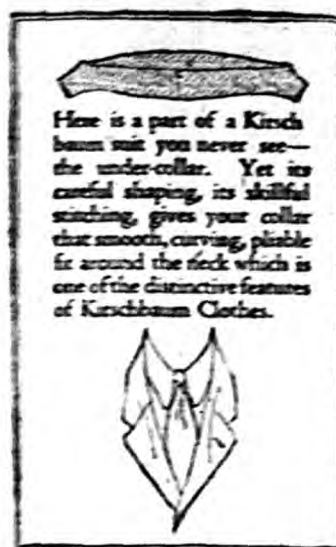 Here is a part of a Kirsch
baum suit you never see—
the under-collar. Yet its
careful shaping, its skillful
stitching, gives your collar
that smooth, curving, pliable
fit around the neck which is
one of the distinctive features
of Kirschbaum Clothes.